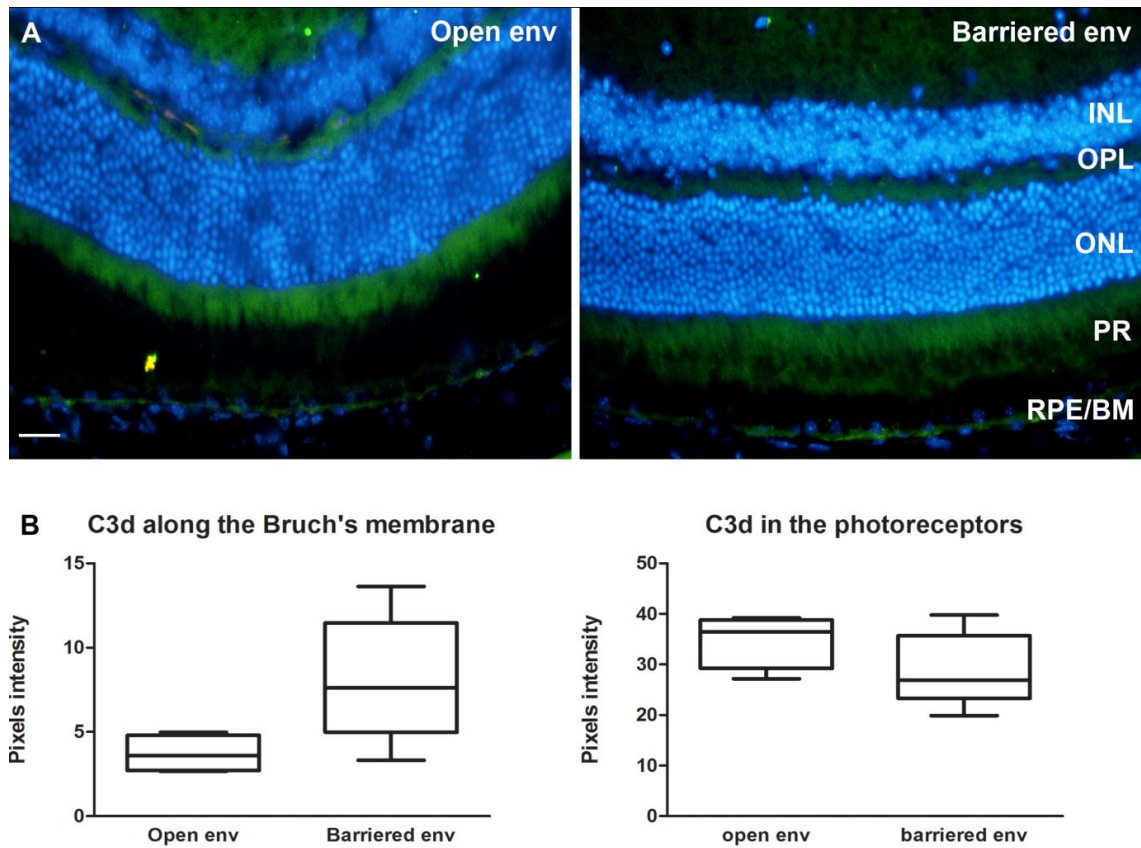 A
Open env
Barriered env
INL
OPL
ONL
PR
RPE/BM
B
C3d along the Bruch's membrane
Pixels intensity
15
10
5
0
Open env
Barriered env
C3d in the photoreceptors
Pixels intensity
50
40
30
20
10
0
open env
barriered env